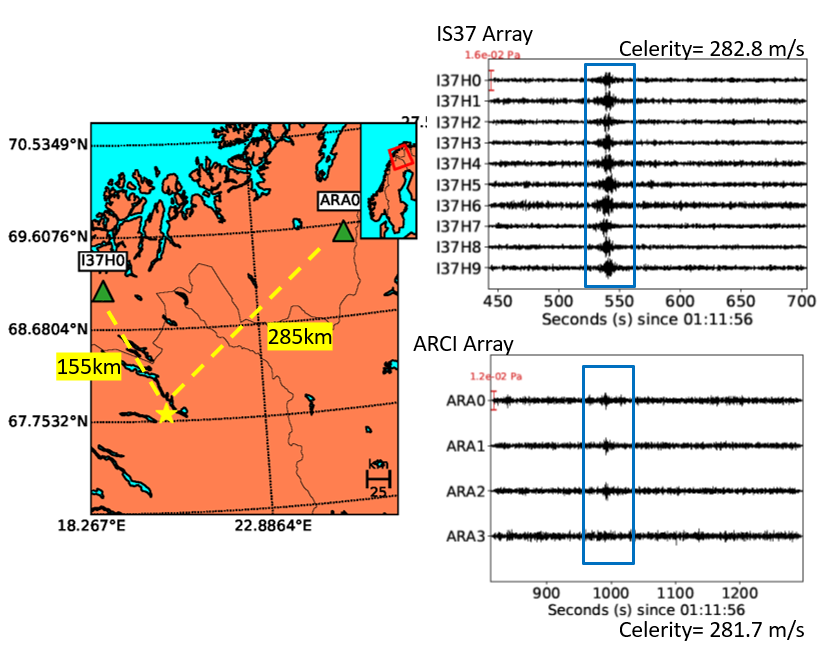 IS37 Array
1.6e-02 Pa
Celerity= 282.8 m/s
I37H0
I37H1
I37H2
I37H3
I37H4
I37H5
I37H6
I37H7
I37H8
I37H9
450 500 550 600 650 700
Seconds (s) since 01:11:56
70.5349°N
69.6076°N
68.6804°N
67.7532°N
18.267°E
22.8864°E
ARA0
I37H0
285km
155km
km
25
ARCI Array
1.2e-02 Pa
ARA0
ARA1
ARA2
ARA3
900 1000 1100 1200
Seconds (s) since 01:11:56
Celerity= 281.7 m/s